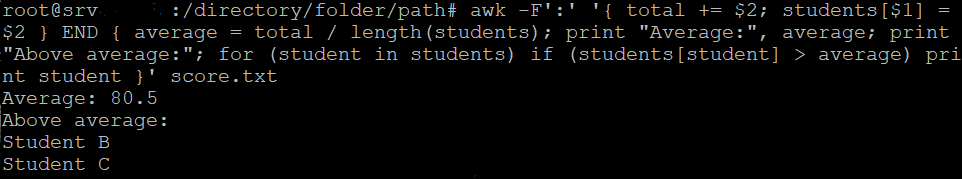 root@srv :/directory/folder/path# awk -F':' '{ total += $2; students[$1] =
$2 } END { average = total / length(students); print "Average:", average; print
"Above average:"; for (student in students) if (students[student] > average) pri
nt student }' score.txt
Average: 80.5
Above average:
Student B
Student C